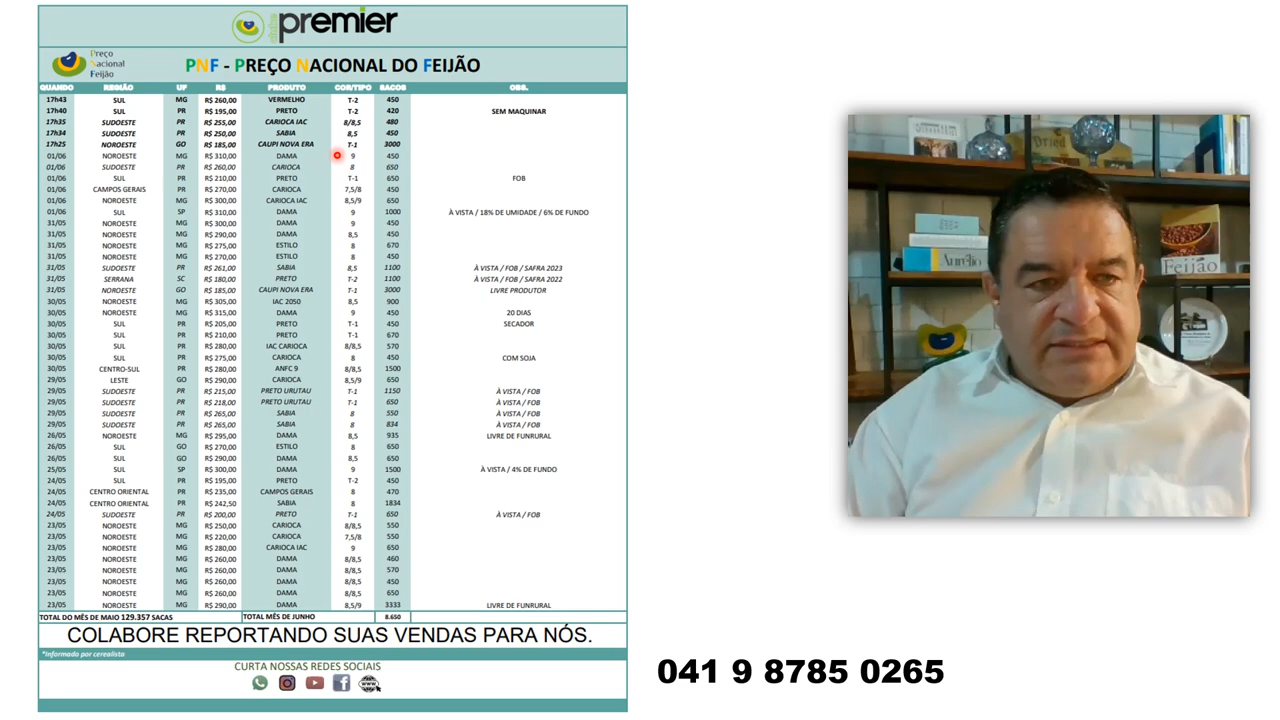 clube premier
Preço Nacional Feijão
PNF - PREÇO NACIONAL DO FEIJÃO
QUANDO REGIÃO UF R$ PRODUTO COR/TIPO SACOS OBS.
17h43 SUL MG R$ 260,00 VERMELHO T-2 450
17h40 SUL PR R$ 195,00 PRETO T-2 420 SEM MAQUINAR
17h35 SUDOESTE PR R$ 255,00 CARIOCA IAC 8/8,5 480
17h34 SUDOESTE PR R$ 250,00 SABIA 8,5 450
17h25 NOROESTE GO R$ 185,00 CAUPI NOVA ERA T-1 3000
01/06 NOROESTE MG R$ 310,00 DAMA 9 450
01/06 SUDOESTE PR R$ 260,00 CARIOCA 8 650
01/06 SUL PR R$ 210,00 PRETO T-1 650 FOB
01/06 CAMPOS GERAIS PR R$ 270,00 CARIOCA 7,5/8 450
01/06 NOROESTE MG R$ 300,00 CARIOCA IAC 8,5/9 650
01/06 SUL SP R$ 310,00 DAMA 9 1000 À VISTA / 18% DE UMIDADE / 6% DE FUNDO
31/05 NOROESTE MG R$ 300,00 DAMA 9 450
31/05 NOROESTE MG R$ 290,00 DAMA 8,5 450
31/05 NOROESTE MG R$ 275,00 ESTILO 8 670
31/05 NOROESTE MG R$ 270,00 ESTILO 8 450
31/05 SUDOESTE PR R$ 261,00 SABIA 8,5 1100 À VISTA / FOB / SAFRA 2023
31/05 SERRANA SC R$ 180,00 PRETO T-2 1100 À VISTA / FOB / SAFRA 2022
31/05 NOROESTE GO R$ 185,00 CAUPI NOVA ERA T-1 3000 LIVRE PRODUTOR
30/05 NOROESTE MG R$ 305,00 IAC 2050 8,5 900
30/05 NOROESTE MG R$ 315,00 DAMA 9 450 20 DIAS
30/05 SUL PR R$ 205,00 PRETO T-1 450 SECADOR
30/05 SUL PR R$ 210,00 PRETO T-1 670
30/05 SUL PR R$ 280,00 IAC CARIOCA 8/8,5 570
30/05 SUL PR R$ 275,00 CARIOCA 8 450 COM SOJA
30/05 CENTRO-SUL PR R$ 280,00 ANFC 9 8/8,5 1500
29/05 LESTE GO R$ 290,00 CARIOCA 8,5/9 650
29/05 SUDOESTE PR R$ 215,00 PRETO URUTAU T-1 1150 À VISTA / FOB
29/05 SUDOESTE PR R$ 218,00 PRETO URUTAU T-1 650 À VISTA / FOB
29/05 SUDOESTE PR R$ 265,00 SABIA 8 550 À VISTA / FOB
29/05 SUDOESTE PR R$ 265,00 SABIA 8 834 À VISTA / FOB
26/05 NOROESTE MG R$ 295,00 DAMA 8,5 935 LIVRE DE FUNRURAL
26/05 SUL GO R$ 270,00 ESTILO 8 650
26/05 SUL GO R$ 290,00 DAMA 8,5 650
25/05 SUL SP R$ 300,00 DAMA 9 1500 À VISTA / 4% DE FUNDO
24/05 SUL PR R$ 195,00 PRETO T-2 450
24/05 CENTRO ORIENTAL PR R$ 235,00 CAMPOS GERAIS 8 470
24/05 CENTRO ORIENTAL PR R$ 242,50 SABIA 8 1834
24/05 SUDOESTE PR R$ 200,00 PRETO T-1 650 À VISTA / FOB
23/05 NOROESTE MG R$ 250,00 CARIOCA 8/8,5 550
23/05 NOROESTE MG R$ 220,00 CARIOCA 7,5/8 550
23/05 NOROESTE MG R$ 280,00 CARIOCA IAC 9 650
23/05 NOROESTE MG R$ 260,00 DAMA 8/8,5 460
23/05 NOROESTE MG R$ 260,00 DAMA 8/8,5 570
23/05 NOROESTE MG R$ 260,00 DAMA 8/8,5 450
23/05 NOROESTE MG R$ 260,00 DAMA 8/8,5 650
23/05 NOROESTE MG R$ 290,00 DAMA 8,5/9 3333 LIVRE DE FUNRURAL
TOTAL DO MÊS DE MAIO 129.357 SACAS TOTAL MÊS DE JUNHO 8.650
COLABORE REPORTANDO SUAS VENDAS PARA NÓS.
*informado por cerealista
CURTA NOSSAS REDES SOCIAIS
WWW
041 9 8785 0265
Dried
Aurélio
Feijão